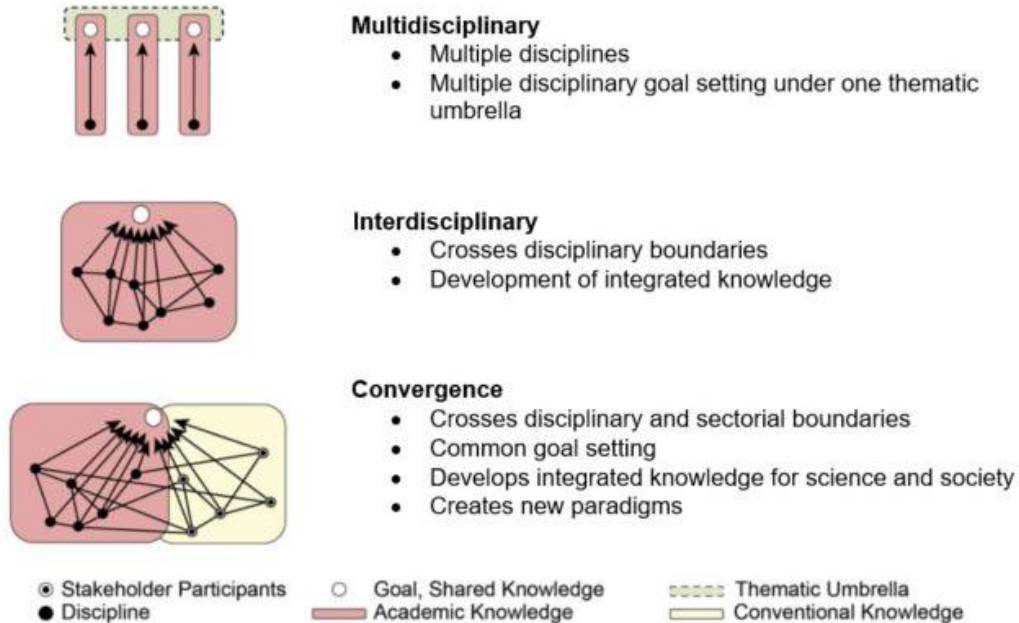 Multidisciplinary
• Multiple disciplines
• Multiple disciplinary goal setting under one thematic
umbrella
Interdisciplinary
• Crosses disciplinary boundaries
• Development of integrated knowledge
Convergence
• Crosses disciplinary and sectorial boundaries
• Common goal setting
• Develops integrated knowledge for science and society
• Creates new paradigms
Stakeholder Participants
Goal, Shared Knowledge
Thematic Umbrella
Discipline
Academic Knowledge
Conventional Knowledge